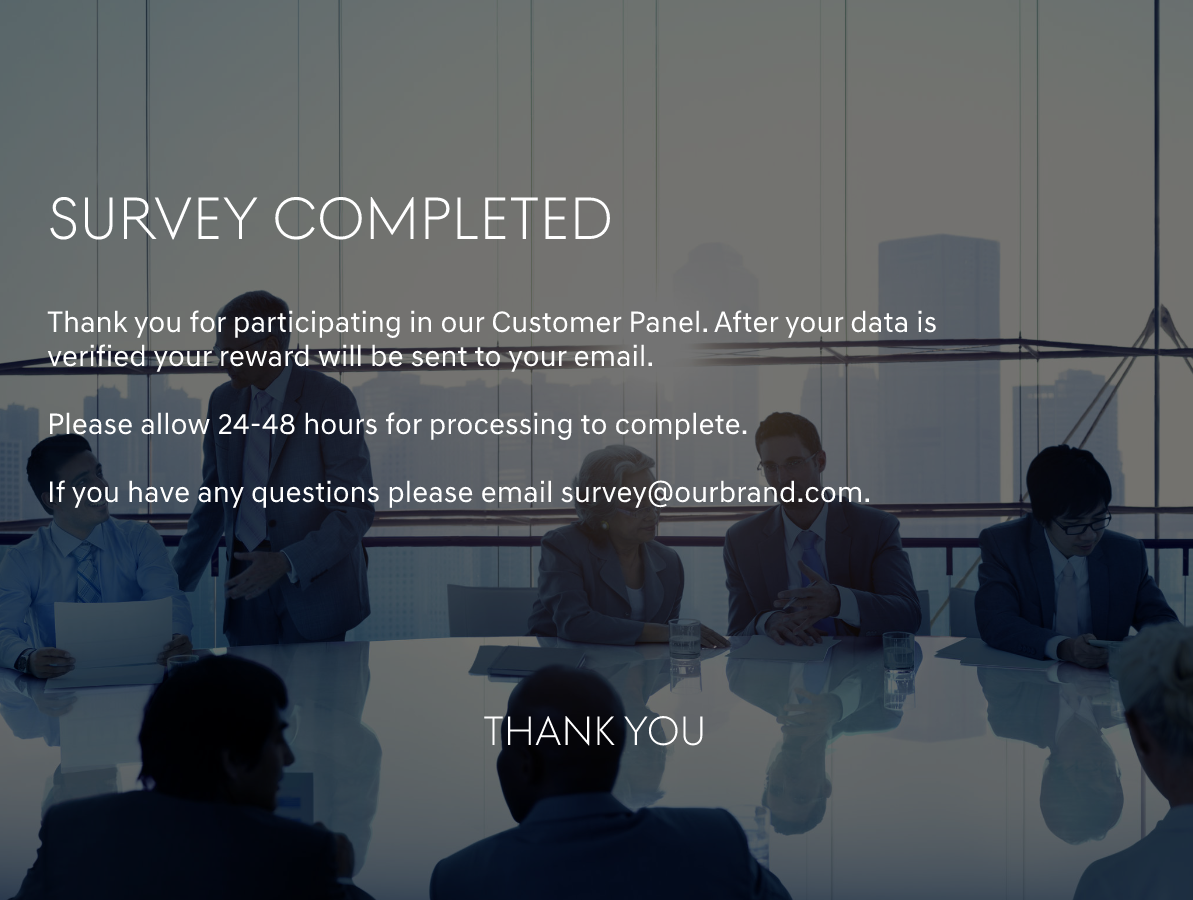 SURVEY COMPLETED
Thank you for participating in our Customer Panel. After your data is
verified your reward will be sent to your email.
Please allow 24-48 hours for processing to complete.
If you have any questions please email survey@ourbrand.com.
THANK YOU